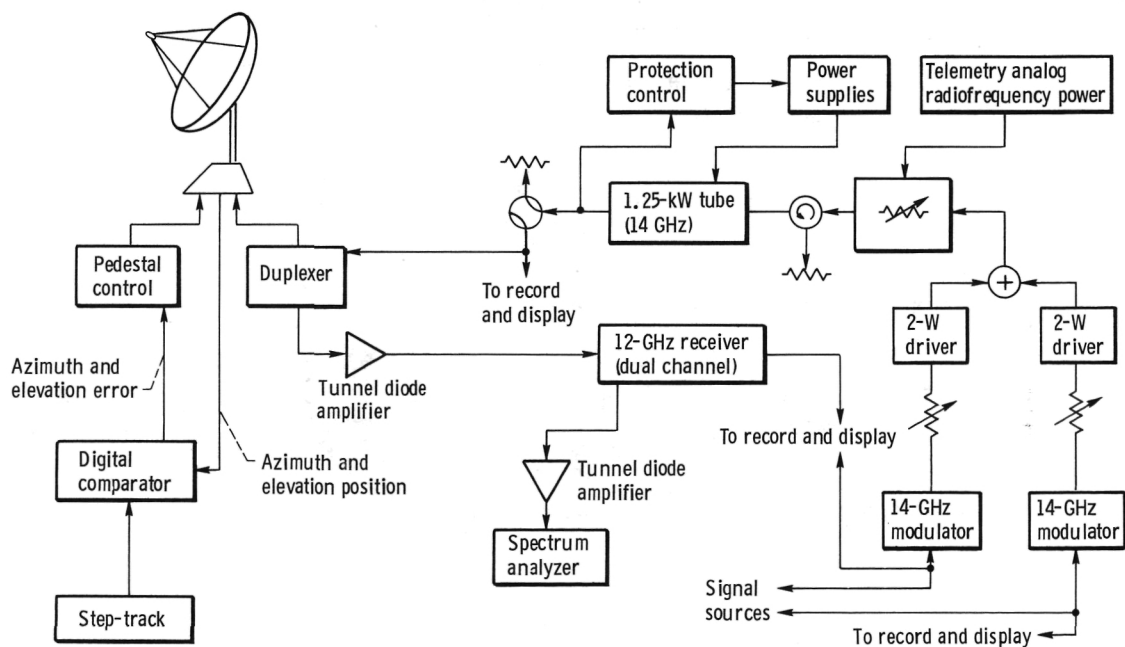 Protection
control
Power
supplies
Telemetry analog
radiofrequency power
1.25-kW tube
(14 GHz)
Pedestal
control
Duplexer
To record
and display
+
2-W
driver
2-W
driver
12-GHz receiver
(dual channel)
Azimuth and
elevation error
Tunnel diode
amplifier
To record and display
Digital
comparator
Azimuth and
elevation position
Tunnel diode
amplifier
14-GHz
modulator
14-GHz
modulator
Spectrum
analyzer
Signal
sources
Step-track
To record and display